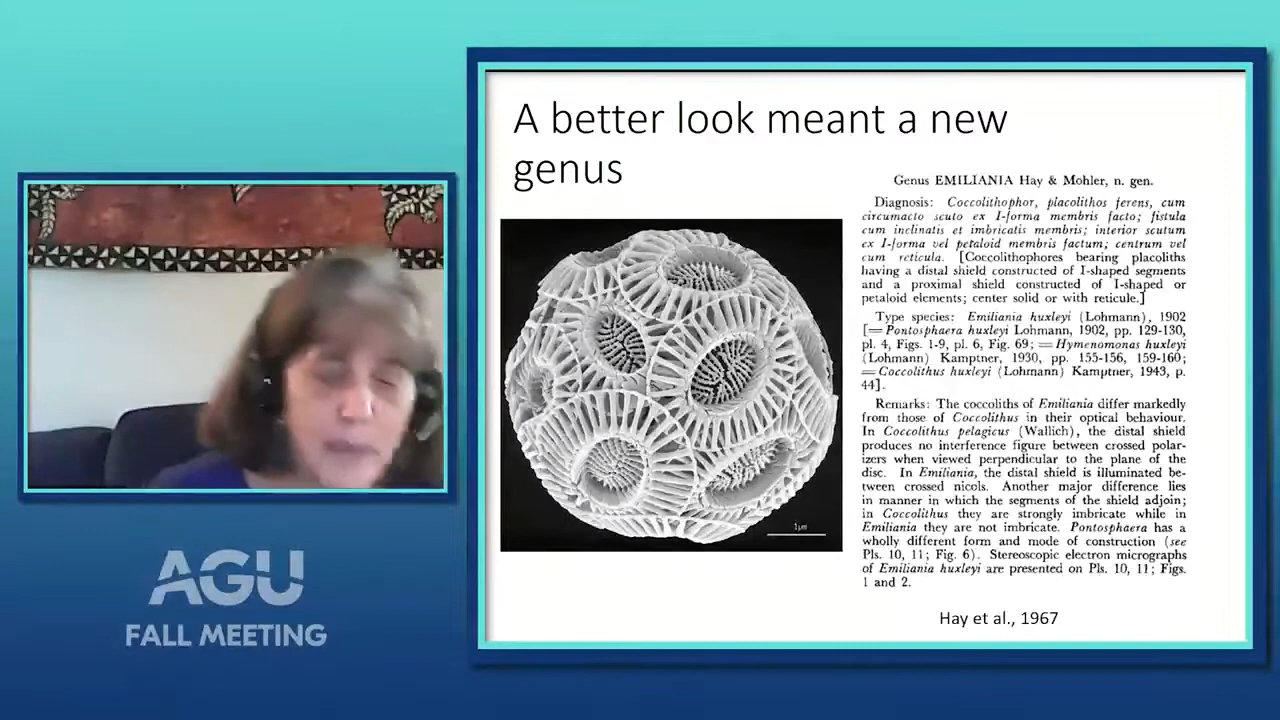 A better look meant a new
genus
Genus EMILIANIA Hay & Mohler, n. gen.
Diagnosis: Coccolithophor, placolithos ferens, cum
circumacto scuto ex I-forma membris facto; fistula
cum inclinatis et imbricatis membris; interior scutum
ex I-forma vel petaloid membris factum; centrum vel
cum reticula. [Coccolithophores bearing placoliths
having a distal shield constructed of I-shaped segments
and a proximal shield constructed of I-shaped or
petaloid elements; center solid or with reticule.]
Type species: Emiliania huxleyi (Lohmann), 1902
[=Pontosphaera huxleyi Lohmann, 1902, pp. 129-130,
pl. 4, Figs. 1-9, pl. 6, Fig. 69; =Hymenomonas huxleyi
(Lohmann) Kamptner, 1930, pp. 155-156, 159-160;
=Coccolithus huxleyi (Lohmann) Kamptner, 1943, p.
44].
Remarks: The coccoliths of Emiliania differ markedly
from those of Coccolithus in their optical behaviour.
In Coccolithus pelagicus (Wallich), the distal shield
produces no interference figure between crossed polar-
izers when viewed perpendicular to the plane of the
disc. In Emiliania, the distal shield is illuminated be-
tween crossed nicols. Another major difference lies
in manner in which the segments of the shield adjoin;
in Coccolithus they are strongly imbricate while in
Emiliania they are not imbricate. Pontosphaera has a
wholly different form and mode of construction (see
Pls. 10, 11; Fig. 6). Stereoscopic electron micrographs
of Emiliania huxleyi are presented on Pls. 10, 11; Figs.
1 and 2.
1µm
Hay et al., 1967
AGU
FALL MEETING